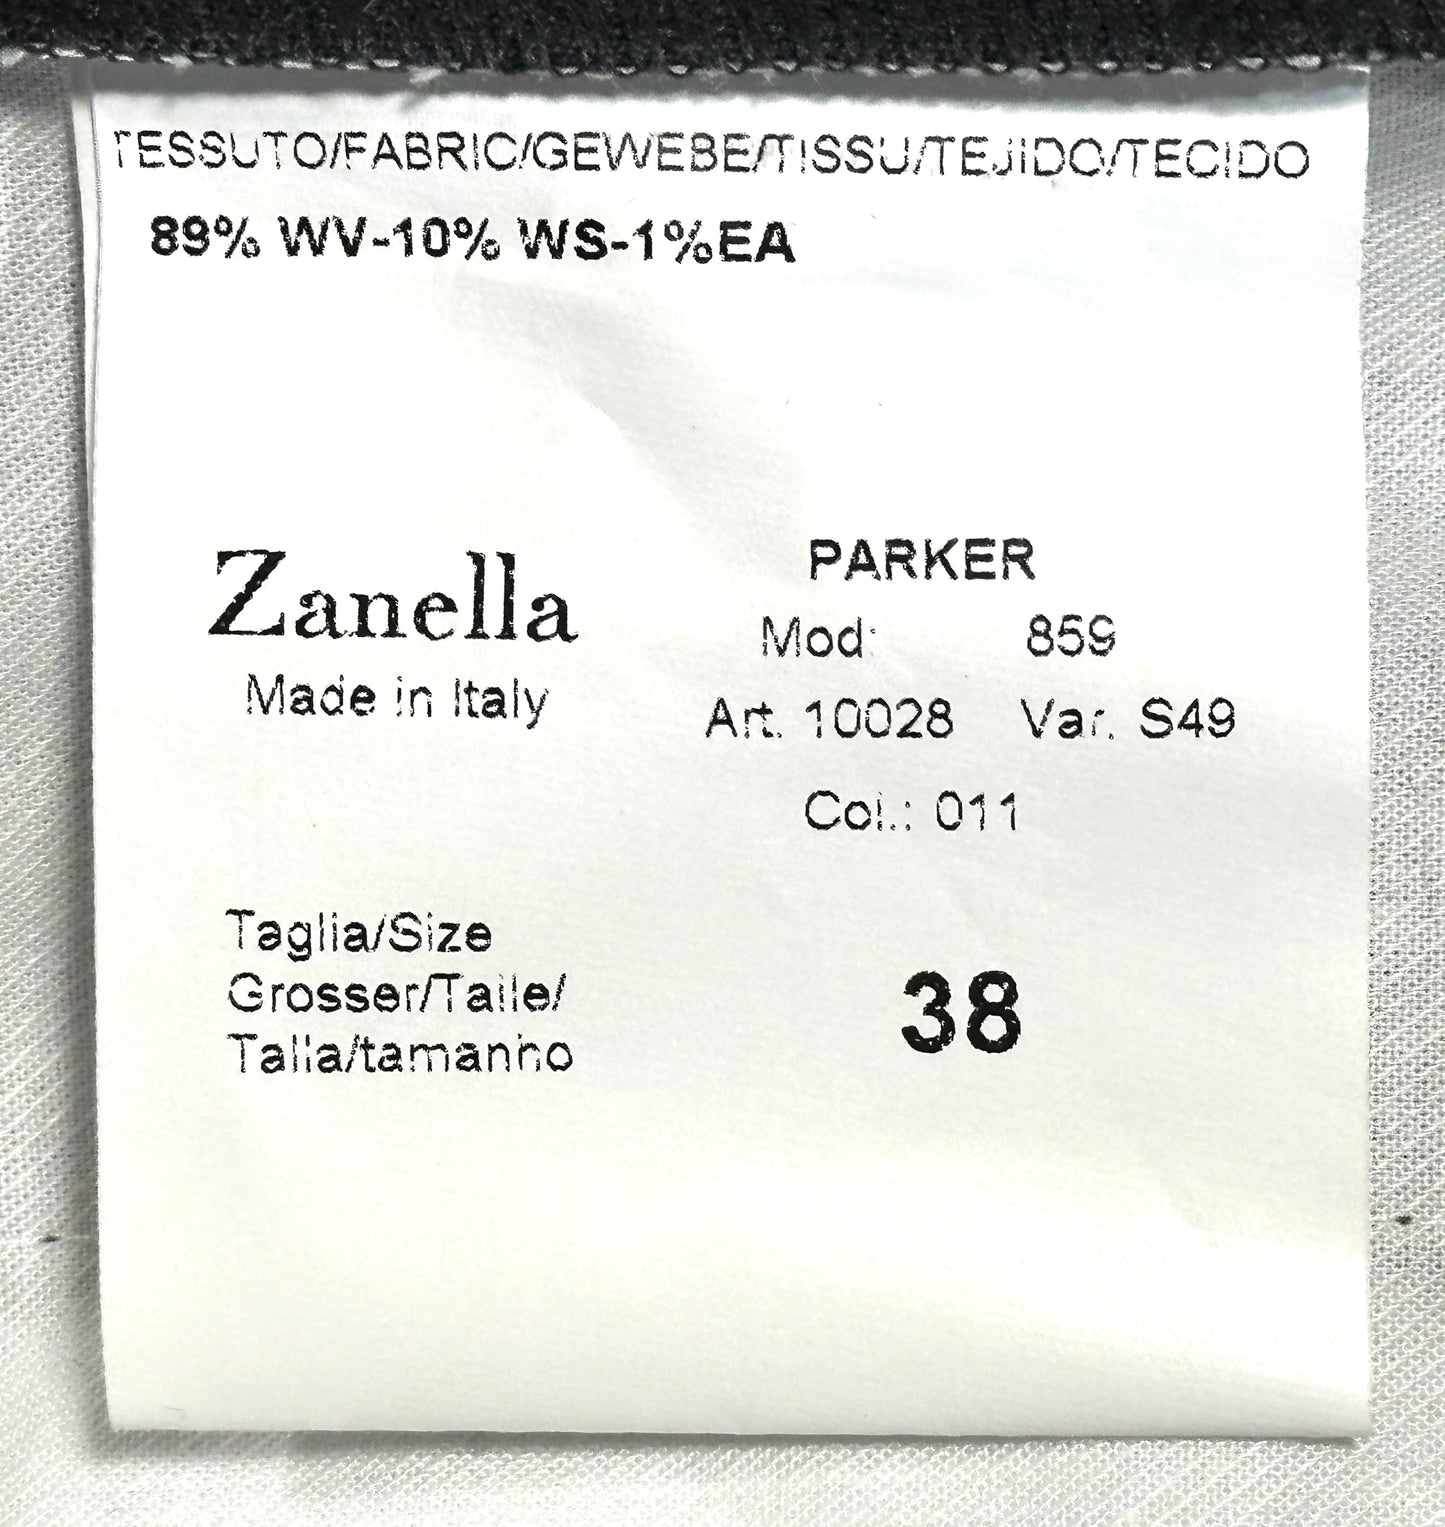 TESSUTO/FABRIC/GEWEBE/TISSU/TEJIDO/TECIDO
89% WV-10% WS-1%EA
Zanella
Made in Italy
PARKER
Mod: 859
Art. 10028 Var. S49
Col.: 011
Taglia/Size
Grosser/Taile/
Talla/tamanho
38